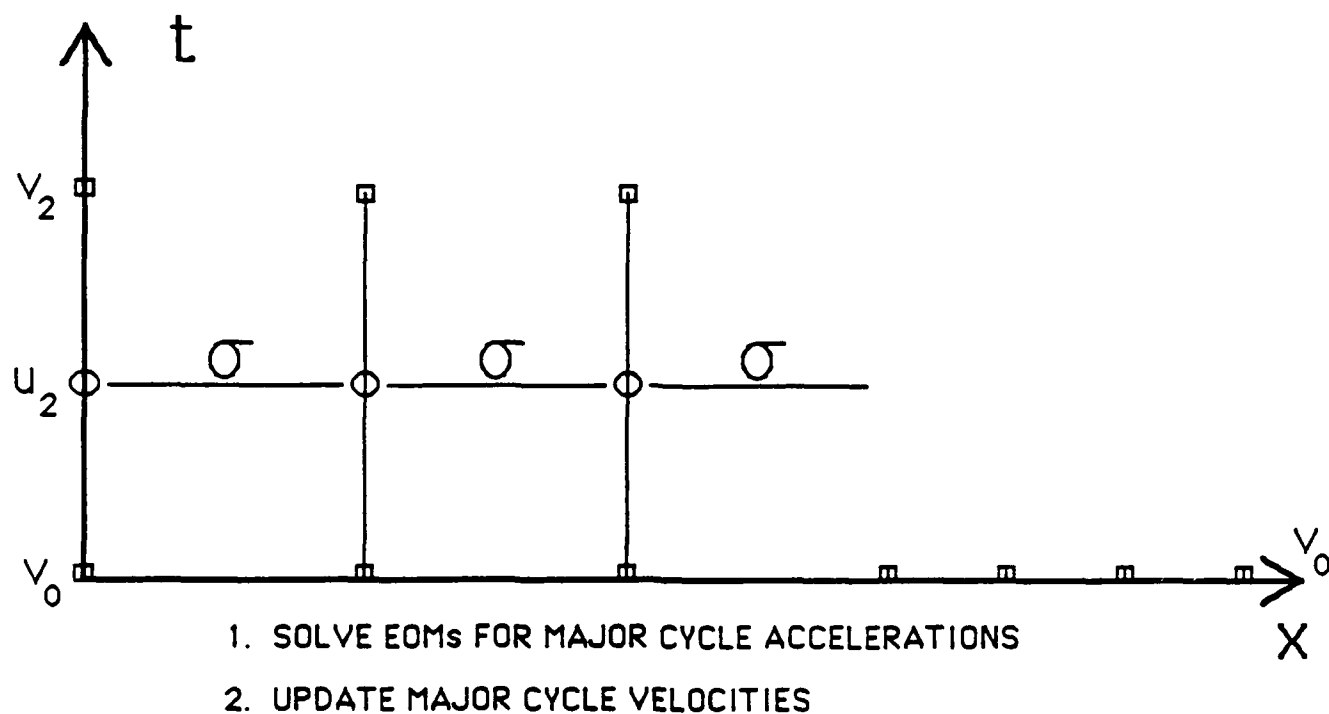 t
v₂
σ σ σ
u₂
v₀
v₀
x
1. SOLVE EOMs FOR MAJOR CYCLE ACCELERATIONS
2. UPDATE MAJOR CYCLE VELOCITIES